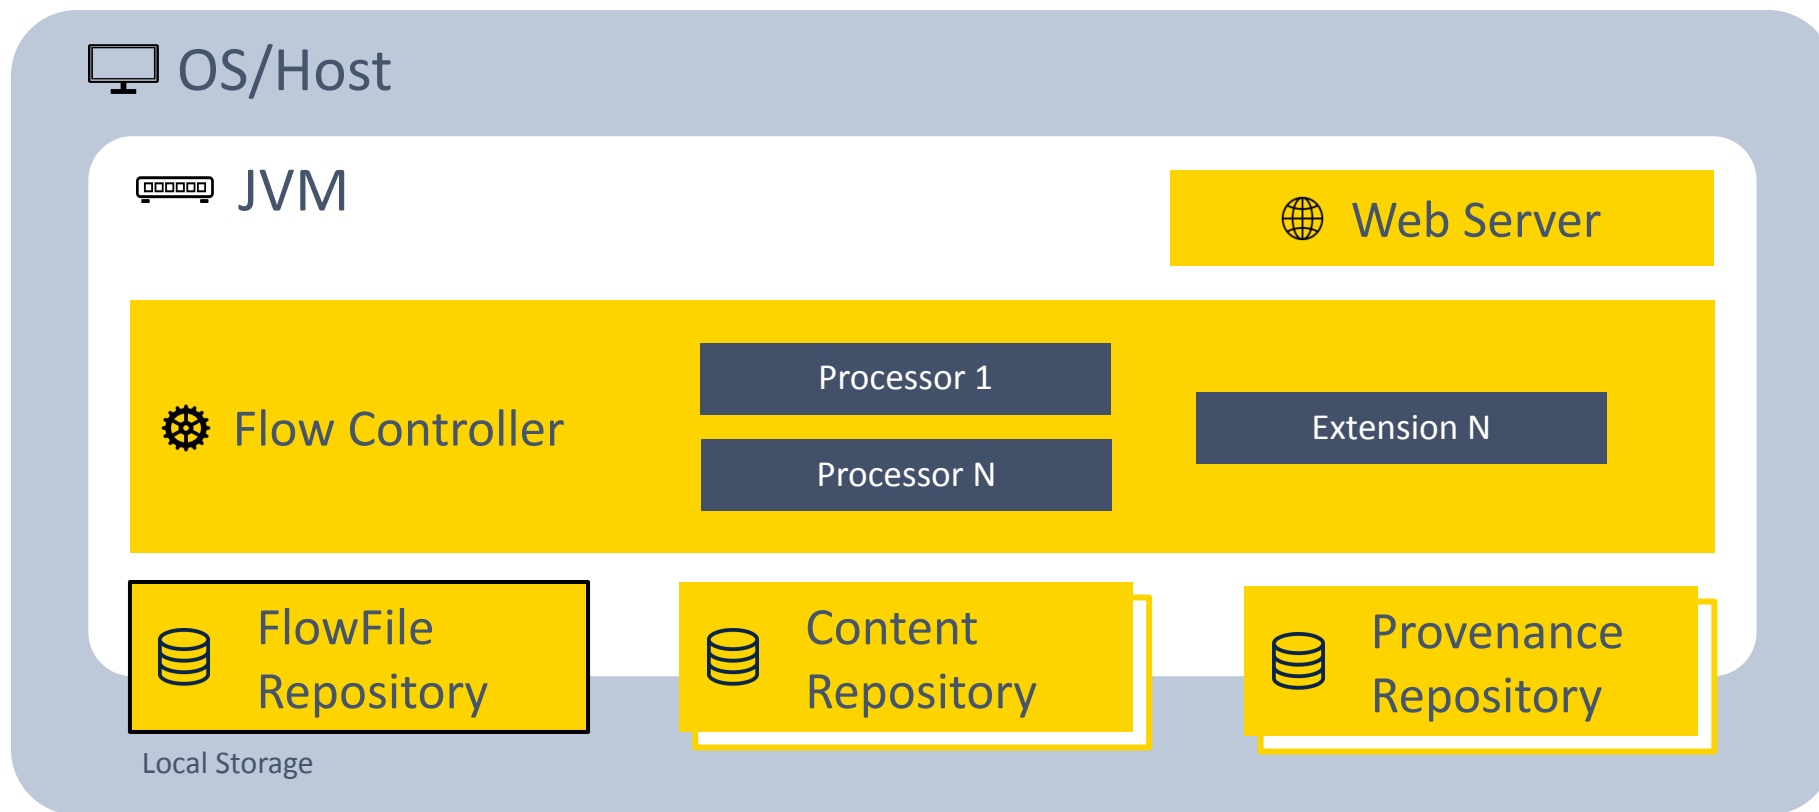 OS/Host
JVM
Web Server
Flow Controller
Processor 1
Processor N
Extension N
FlowFile
Repository
Content
Repository
Provenance
Repository
Local Storage